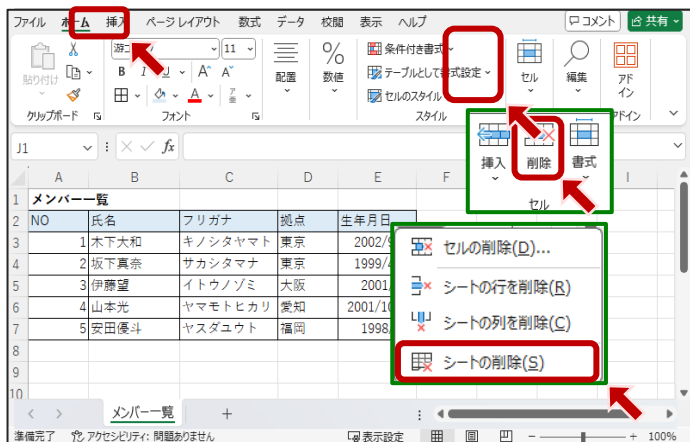 ファイル ホーム 挿入 ページ レイアウト 数式 データ 校閲 表示 ヘルプ コメント 共有
貼り付け B I U 11 A A 配置 % 数値 条件付き書式 テーブルとして書式設定 セルのスタイル セル 編集 アド イン
クリップボード フォント スタイル
J1 fx
挿入 削除 書式
セル
A B C D E F I
1 メンバー一覧
2 NO 氏名 フリガナ 拠点 生年月日
3 1 木下大和 キノシタヤマト 東京 2002/
4 2 坂下真奈 サカシタマナ 東京 1999/
5 3 伊藤望 イトウノゾミ 大阪 2001/
6 4 山本光 ヤマモトヒカリ 愛知 2001/10
7 5 安田優斗 ヤスダユウト 福岡 1998/
8
9
10
セルの削除(D)...
シートの行を削除(R)
シートの列を削除(C)
シートの削除(S)
メンバー一覧 +
準備完了 アクセシビリティ: 問題ありません 表示設定 - + 100%